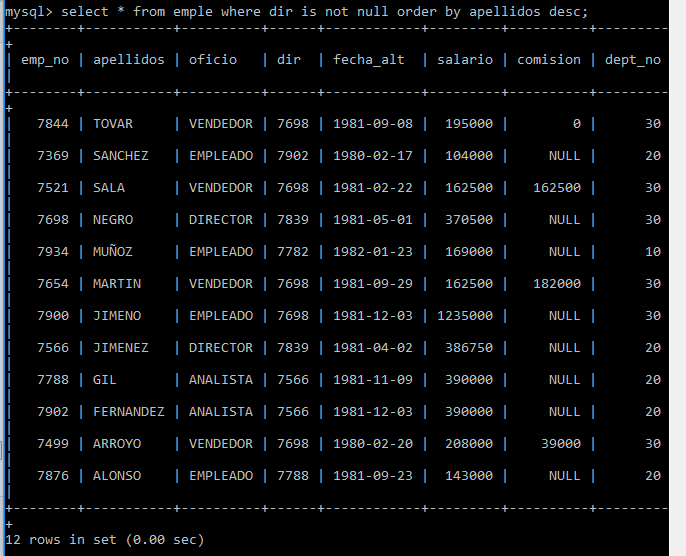 mysql> select * from emple where dir is not null order by apellidos desc;
+--------+-----------+----------+------+------------+---------+----------+---------
+
| emp_no | apellidos | oficio   | dir  | fecha_alt  | salario | comision | dept_no
|
+--------+-----------+----------+------+------------+---------+----------+---------
+
|   7844 | TOVAR     | VENDEDOR | 7698 | 1981-09-08 |  195000 |        0 |      30
|
|   7369 | SANCHEZ   | EMPLEADO | 7902 | 1980-02-17 |  104000 |     NULL |      20
|
|   7521 | SALA      | VENDEDOR | 7698 | 1981-02-22 |  162500 |   162500 |      30
|
|   7698 | NEGRO     | DIRECTOR | 7839 | 1981-05-01 |  370500 |     NULL |      30
|
|   7934 | MUÑOZ     | EMPLEADO | 7782 | 1982-01-23 |  169000 |     NULL |      10
|
|   7654 | MARTIN    | VENDEDOR | 7698 | 1981-09-29 |  162500 |   182000 |      30
|
|   7900 | JIMENO    | EMPLEADO | 7698 | 1981-12-03 | 1235000 |     NULL |      30
|
|   7566 | JIMENEZ   | DIRECTOR | 7839 | 1981-04-02 |  386750 |     NULL |      20
|
|   7788 | GIL       | ANALISTA | 7566 | 1981-11-09 |  390000 |     NULL |      20
|
|   7902 | FERNANDEZ | ANALISTA | 7566 | 1981-12-03 |  390000 |     NULL |      20
|
|   7499 | ARROYO    | VENDEDOR | 7698 | 1980-02-20 |  208000 |    39000 |      30
|
|   7876 | ALONSO    | EMPLEADO | 7788 | 1981-09-23 |  143000 |     NULL |      20
|
+--------+-----------+----------+------+------------+---------+----------+---------
+
12 rows in set (0.00 sec)